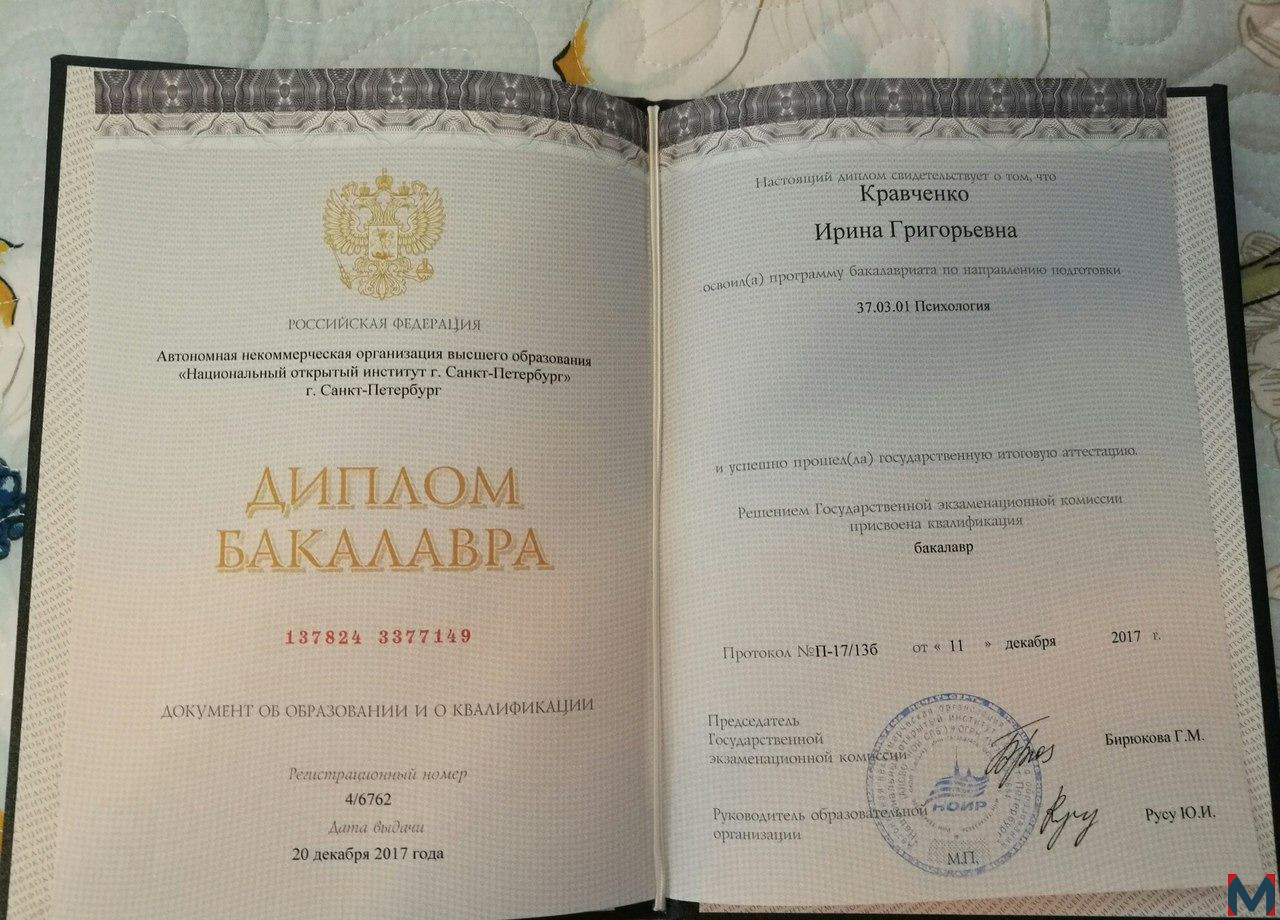 РОССИЙСКАЯ ФЕДЕРАЦИЯ
Автономная некоммерческая организация высшего образования
«Национальный открытый институт г. Санкт-Петербург»
г. Санкт-Петербург
ДИПЛОМ
БАКАЛАВРА
137824 3377149
ДОКУМЕНТ ОБ ОБРАЗОВАНИИ И О КВАЛИФИКАЦИИ
Регистрационный номер
4/6762
Дата выдачи
20 декабря 2017 года
Настоящий диплом свидетельствует о том, что
Кравченко
Ирина Григорьевна
освоил(а) программу бакалавриата по направлению подготовки
37.03.01 Психология
и успешно прошел(ла) государственную итоговую аттестацию.
Решением Государственной экзаменационной комиссии
присвоена квалификация
бакалавр
Протокол №П-17/13б от « 11 » декабря 2017 г.
Председатель
Государственной
экзаменационной комиссии
Бирюкова Г.М.
Руководитель образовательной
организации
Русу Ю.И.
НОИР
М.П.
M